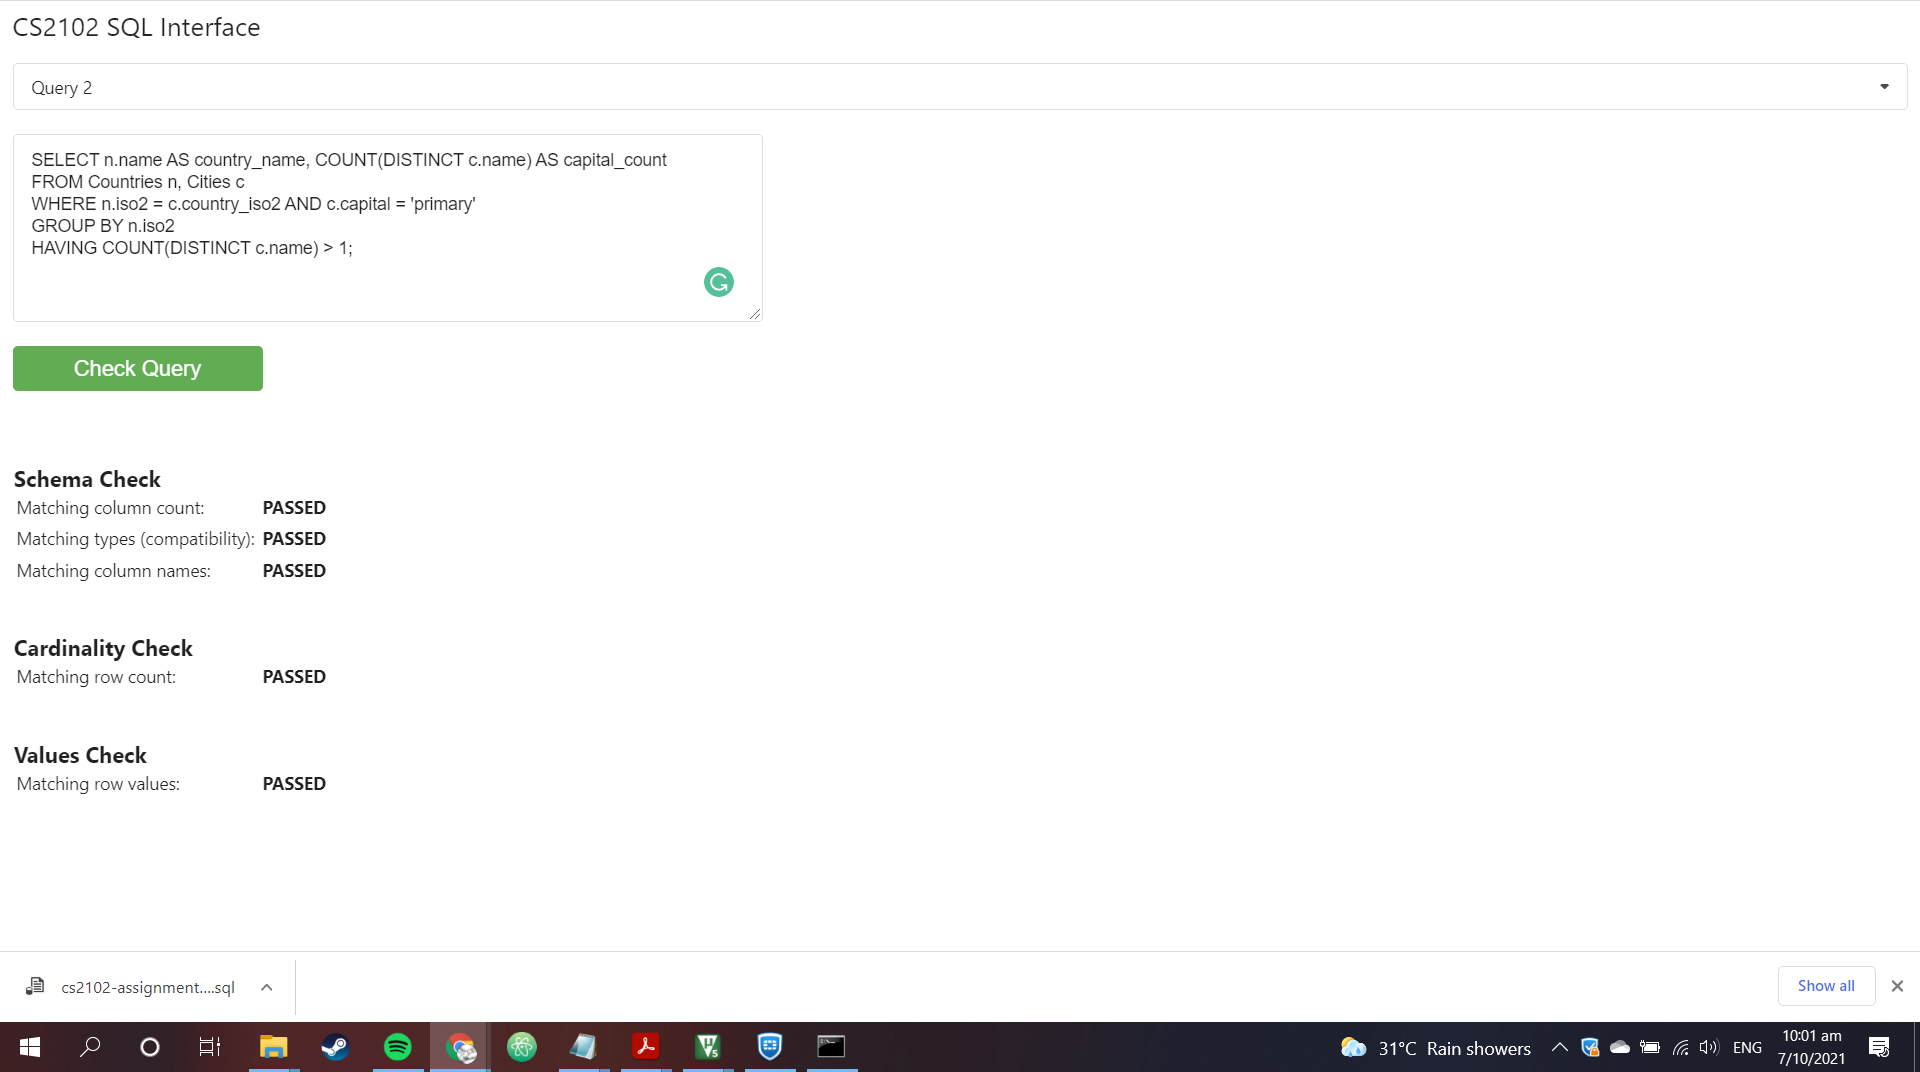 CS2102 SQL Interface
Query 2
SELECT n.name AS country_name, COUNT(DISTINCT c.name) AS capital_count
FROM Countries n, Cities c
WHERE n.iso2 = c.country_iso2 AND c.capital = 'primary'
GROUP BY n.iso2
HAVING COUNT(DISTINCT c.name) > 1;
Check Query
Schema Check
Matching column count: PASSED
Matching types (compatibility): PASSED
Matching column names: PASSED
Cardinality Check
Matching row count: PASSED
Values Check
Matching row values: PASSED
cs2102-assignment....sql
Show all
31°C Rain showers
ENG
10:01 am
7/10/2021